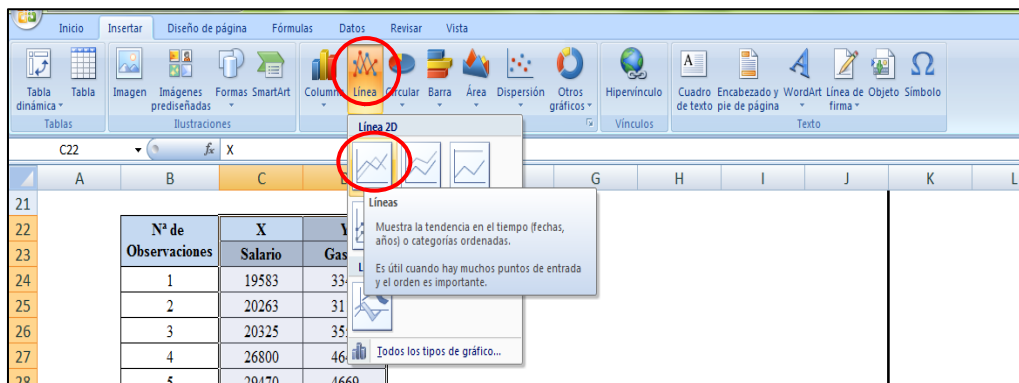 Inicio Insertar Diseño de página Fórmulas Datos Revisar Vista
Tabla dinámica Tabla Imagen Imágenes prediseñadas Formas SmartArt Columna Línea Circular Barra Área Dispersión Otros gráficos Hipervínculo Cuadro de texto Encabezado y pie de página WordArt Línea de firma Objeto Símbolo
Tablas Ilustraciones Vínculos Texto
Línea 2D
C22 fx X
A B C G H I J K L
21
22 Nª de X Y
23 Observaciones Salario
Líneas
Muestra la tendencia en el tiempo (fechas,
años) o categorías ordenadas.
Es útil cuando hay muchos puntos de entrada
y el orden es importante.
24 1 19583
25 2 20263
26 3 20325
27 4 26800
28 5 29470 4669
Todos los tipos de gráfico...